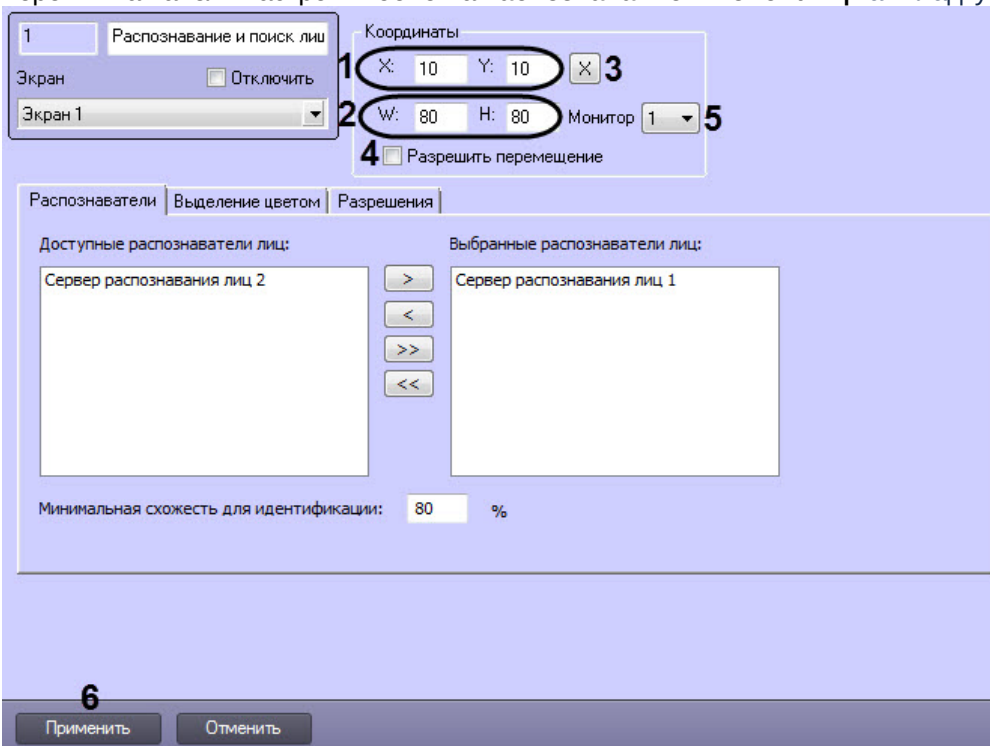 1 Распознавание и поиск лиц
Экран Отключить
Экран 1
Координаты
1 X: 10 Y: 10 X 3
2 W: 80 H: 80 Монитор 1 5
4 Разрешить перемещение
Распознаватели Выделение цветом Разрешения
Доступные распознаватели лиц: Выбранные распознаватели лиц:
Сервер распознавания лиц 2 > Сервер распознавания лиц 1
<
>>
<<
Минимальная схожесть для идентификации: 80 %
6
Применить Отменить